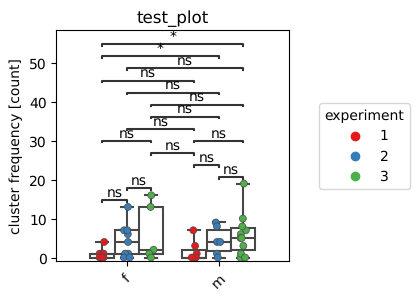 test_plot
*
*
ns
ns
ns
ns
ns
ns
ns
ns
ns
ns
ns
ns
ns
cluster frequency [count]
50
40
30
20
10
0
f
m
experiment
1
2
3